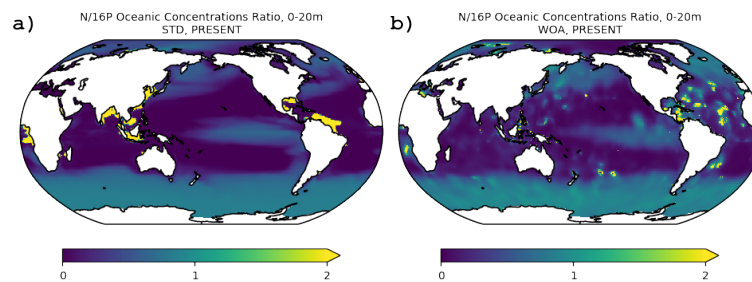 a)
N/16P Oceanic Concentrations Ratio, 0-20m
STD, PRESENT
0
1
2
b)
N/16P Oceanic Concentrations Ratio, 0-20m
WOA, PRESENT
0
1
2